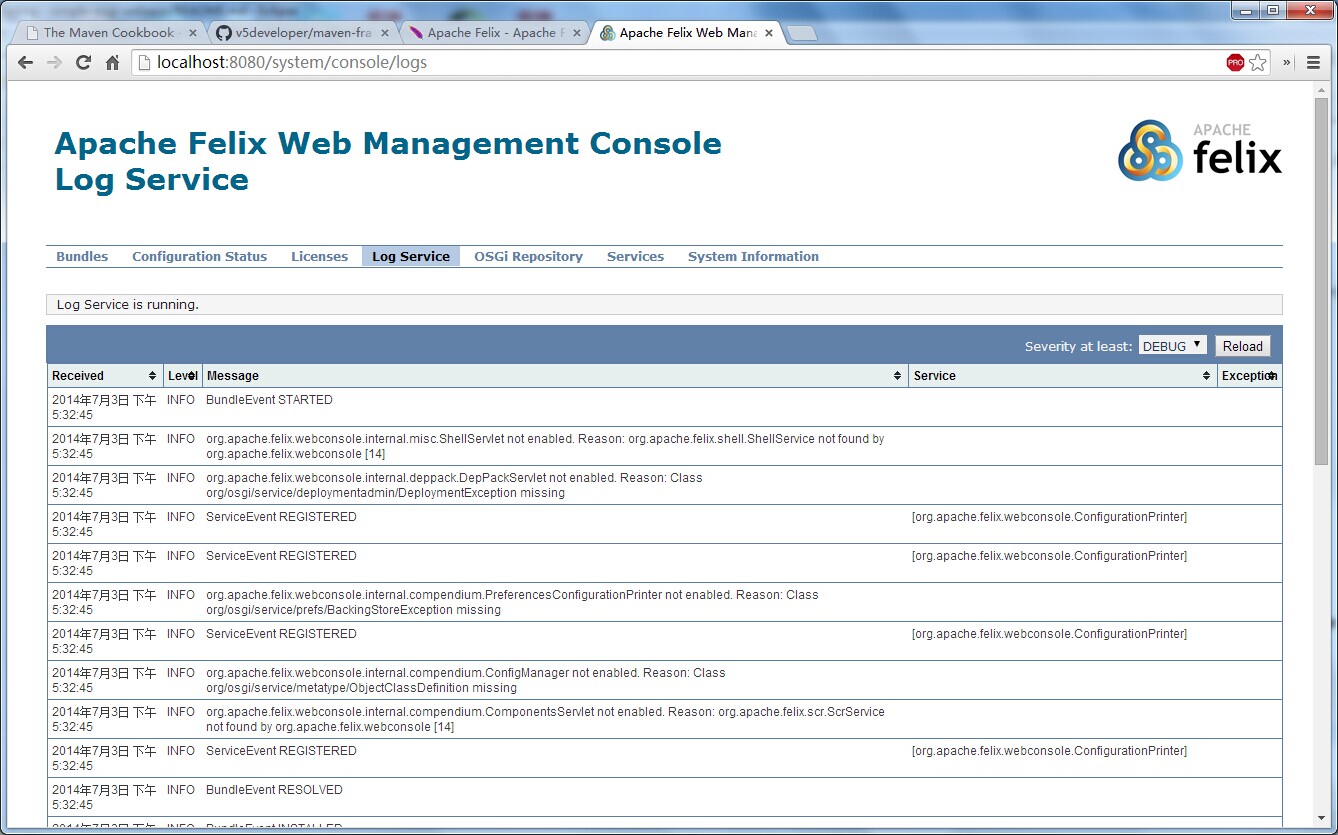 The Maven Cookbook
v5developer/maven-fra
Apache Felix - Apache F
Apache Felix Web Mana
localhost:8080/system/console/logs
PRO
Apache Felix Web Management Console
Log Service
APACHE
felix
Bundles Configuration Status Licenses Log Service OSGi Repository Services System Information
Log Service is running.
Severity at least: DEBUG Reload
Received Level Message Service Exception
2014年7月3日 下午 INFO BundleEvent STARTED
5:32:45
2014年7月3日 下午 INFO org.apache.felix.webconsole.internal.misc.ShellServlet not enabled. Reason: org.apache.felix.shell.ShellService not found by
5:32:45 org.apache.felix.webconsole [14]
2014年7月3日 下午 INFO org.apache.felix.webconsole.internal.deppack.DepPackServlet not enabled. Reason: Class
5:32:45 org/osgi/service/deploymentadmin/DeploymentException missing
2014年7月3日 下午 INFO ServiceEvent REGISTERED [org.apache.felix.webconsole.ConfigurationPrinter]
5:32:45
2014年7月3日 下午 INFO ServiceEvent REGISTERED [org.apache.felix.webconsole.ConfigurationPrinter]
5:32:45
2014年7月3日 下午 INFO org.apache.felix.webconsole.internal.compendium.PreferencesConfigurationPrinter not enabled. Reason: Class
5:32:45 org/osgi/service/prefs/BackingStoreException missing
2014年7月3日 下午 INFO ServiceEvent REGISTERED [org.apache.felix.webconsole.ConfigurationPrinter]
5:32:45
2014年7月3日 下午 INFO org.apache.felix.webconsole.internal.compendium.ConfigManager not enabled. Reason: Class
5:32:45 org/osgi/service/metatype/ObjectClassDefinition missing
2014年7月3日 下午 INFO org.apache.felix.webconsole.internal.compendium.ComponentsServlet not enabled. Reason: org.apache.felix.scr.ScrService
5:32:45 not found by org.apache.felix.webconsole [14]
2014年7月3日 下午 INFO ServiceEvent REGISTERED [org.apache.felix.webconsole.ConfigurationPrinter]
5:32:45
2014年7月3日 下午 INFO BundleEvent RESOLVED
5:32:45
2014年7月3日 下午 INFO BundleEvent INSTALLED